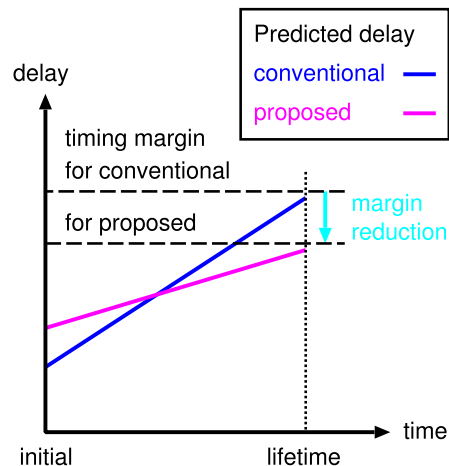 Predicted delay
conventional
proposed
delay
timing margin
for conventional
for proposed
margin
reduction
time
initial
lifetime